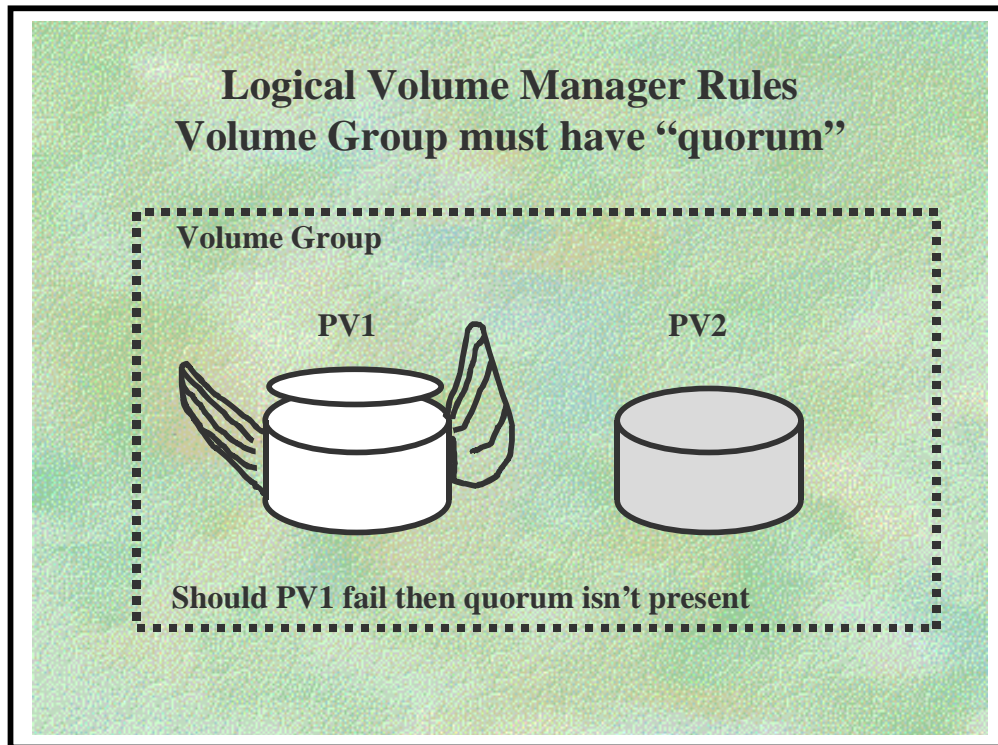 Logical Volume Manager Rules
Volume Group must have “quorum”
Volume Group
PV1
PV2
Should PV1 fail then quorum isn’t present